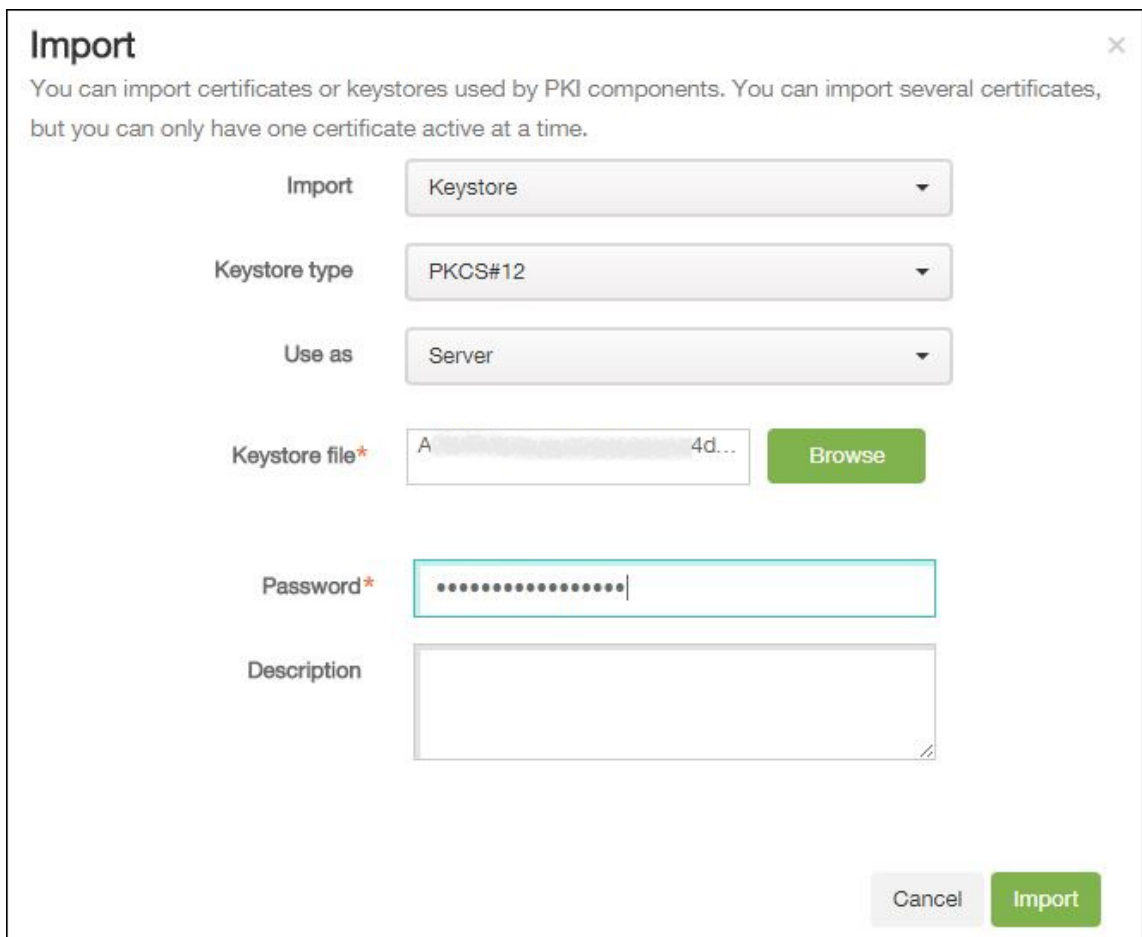 Import
You can import certificates or keystores used by PKI components. You can import several certificates,
but you can only have one certificate active at a time.
Import Keystore
Keystore type PKCS#12
Use as Server
Keystore file* A 4d... Browse
Password* •••••••••••••••••
Description
Cancel Import